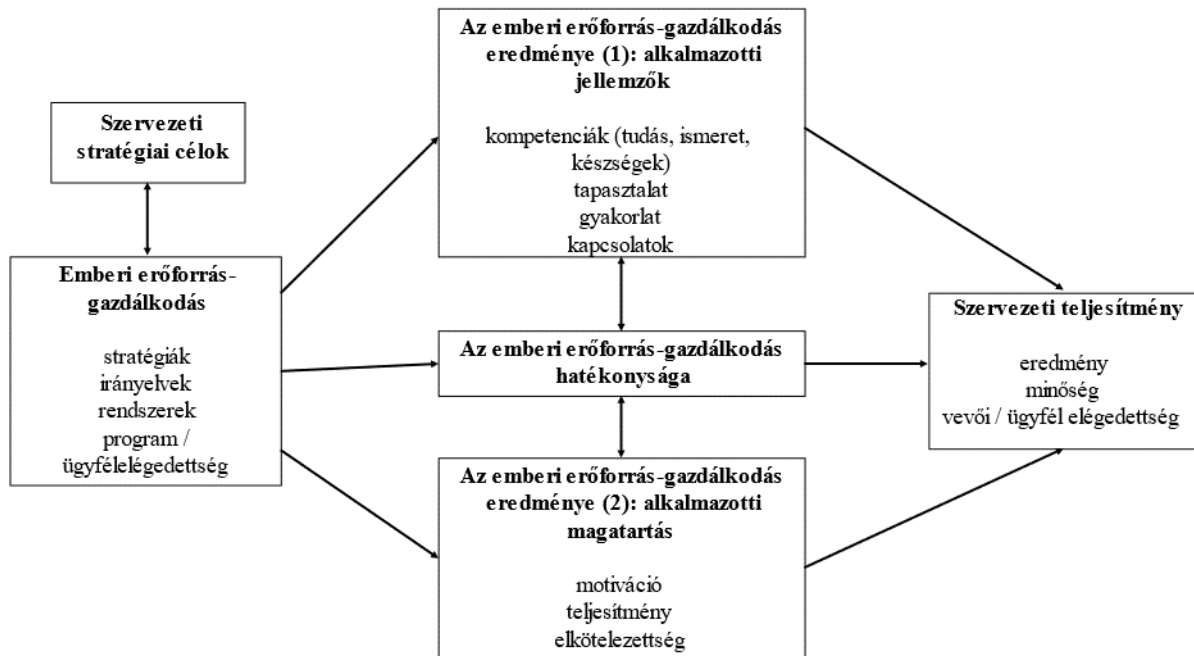 Szervezeti
stratégiai célok
Emberi erőforrás-
gazdálkodás
stratégiák
irányelvek
rendszerek
program /
ügyfélelégedettség
Az emberi erőforrás-gazdálkodás
eredménye (1): alkalmazotti
jellemzők
kompetenciák (tudás, ismeret,
készségek)
tapasztalat
gyakorlat
kapcsolatok
Az emberi erőforrás-gazdálkodás
hatékonysága
Az emberi erőforrás-gazdálkodás
eredménye (2): alkalmazotti
magatartás
motiváció
teljesítmény
elkötelezettség
Szervezeti teljesítmény
eredmény
minőség
vevői / ügyfél elégedettség